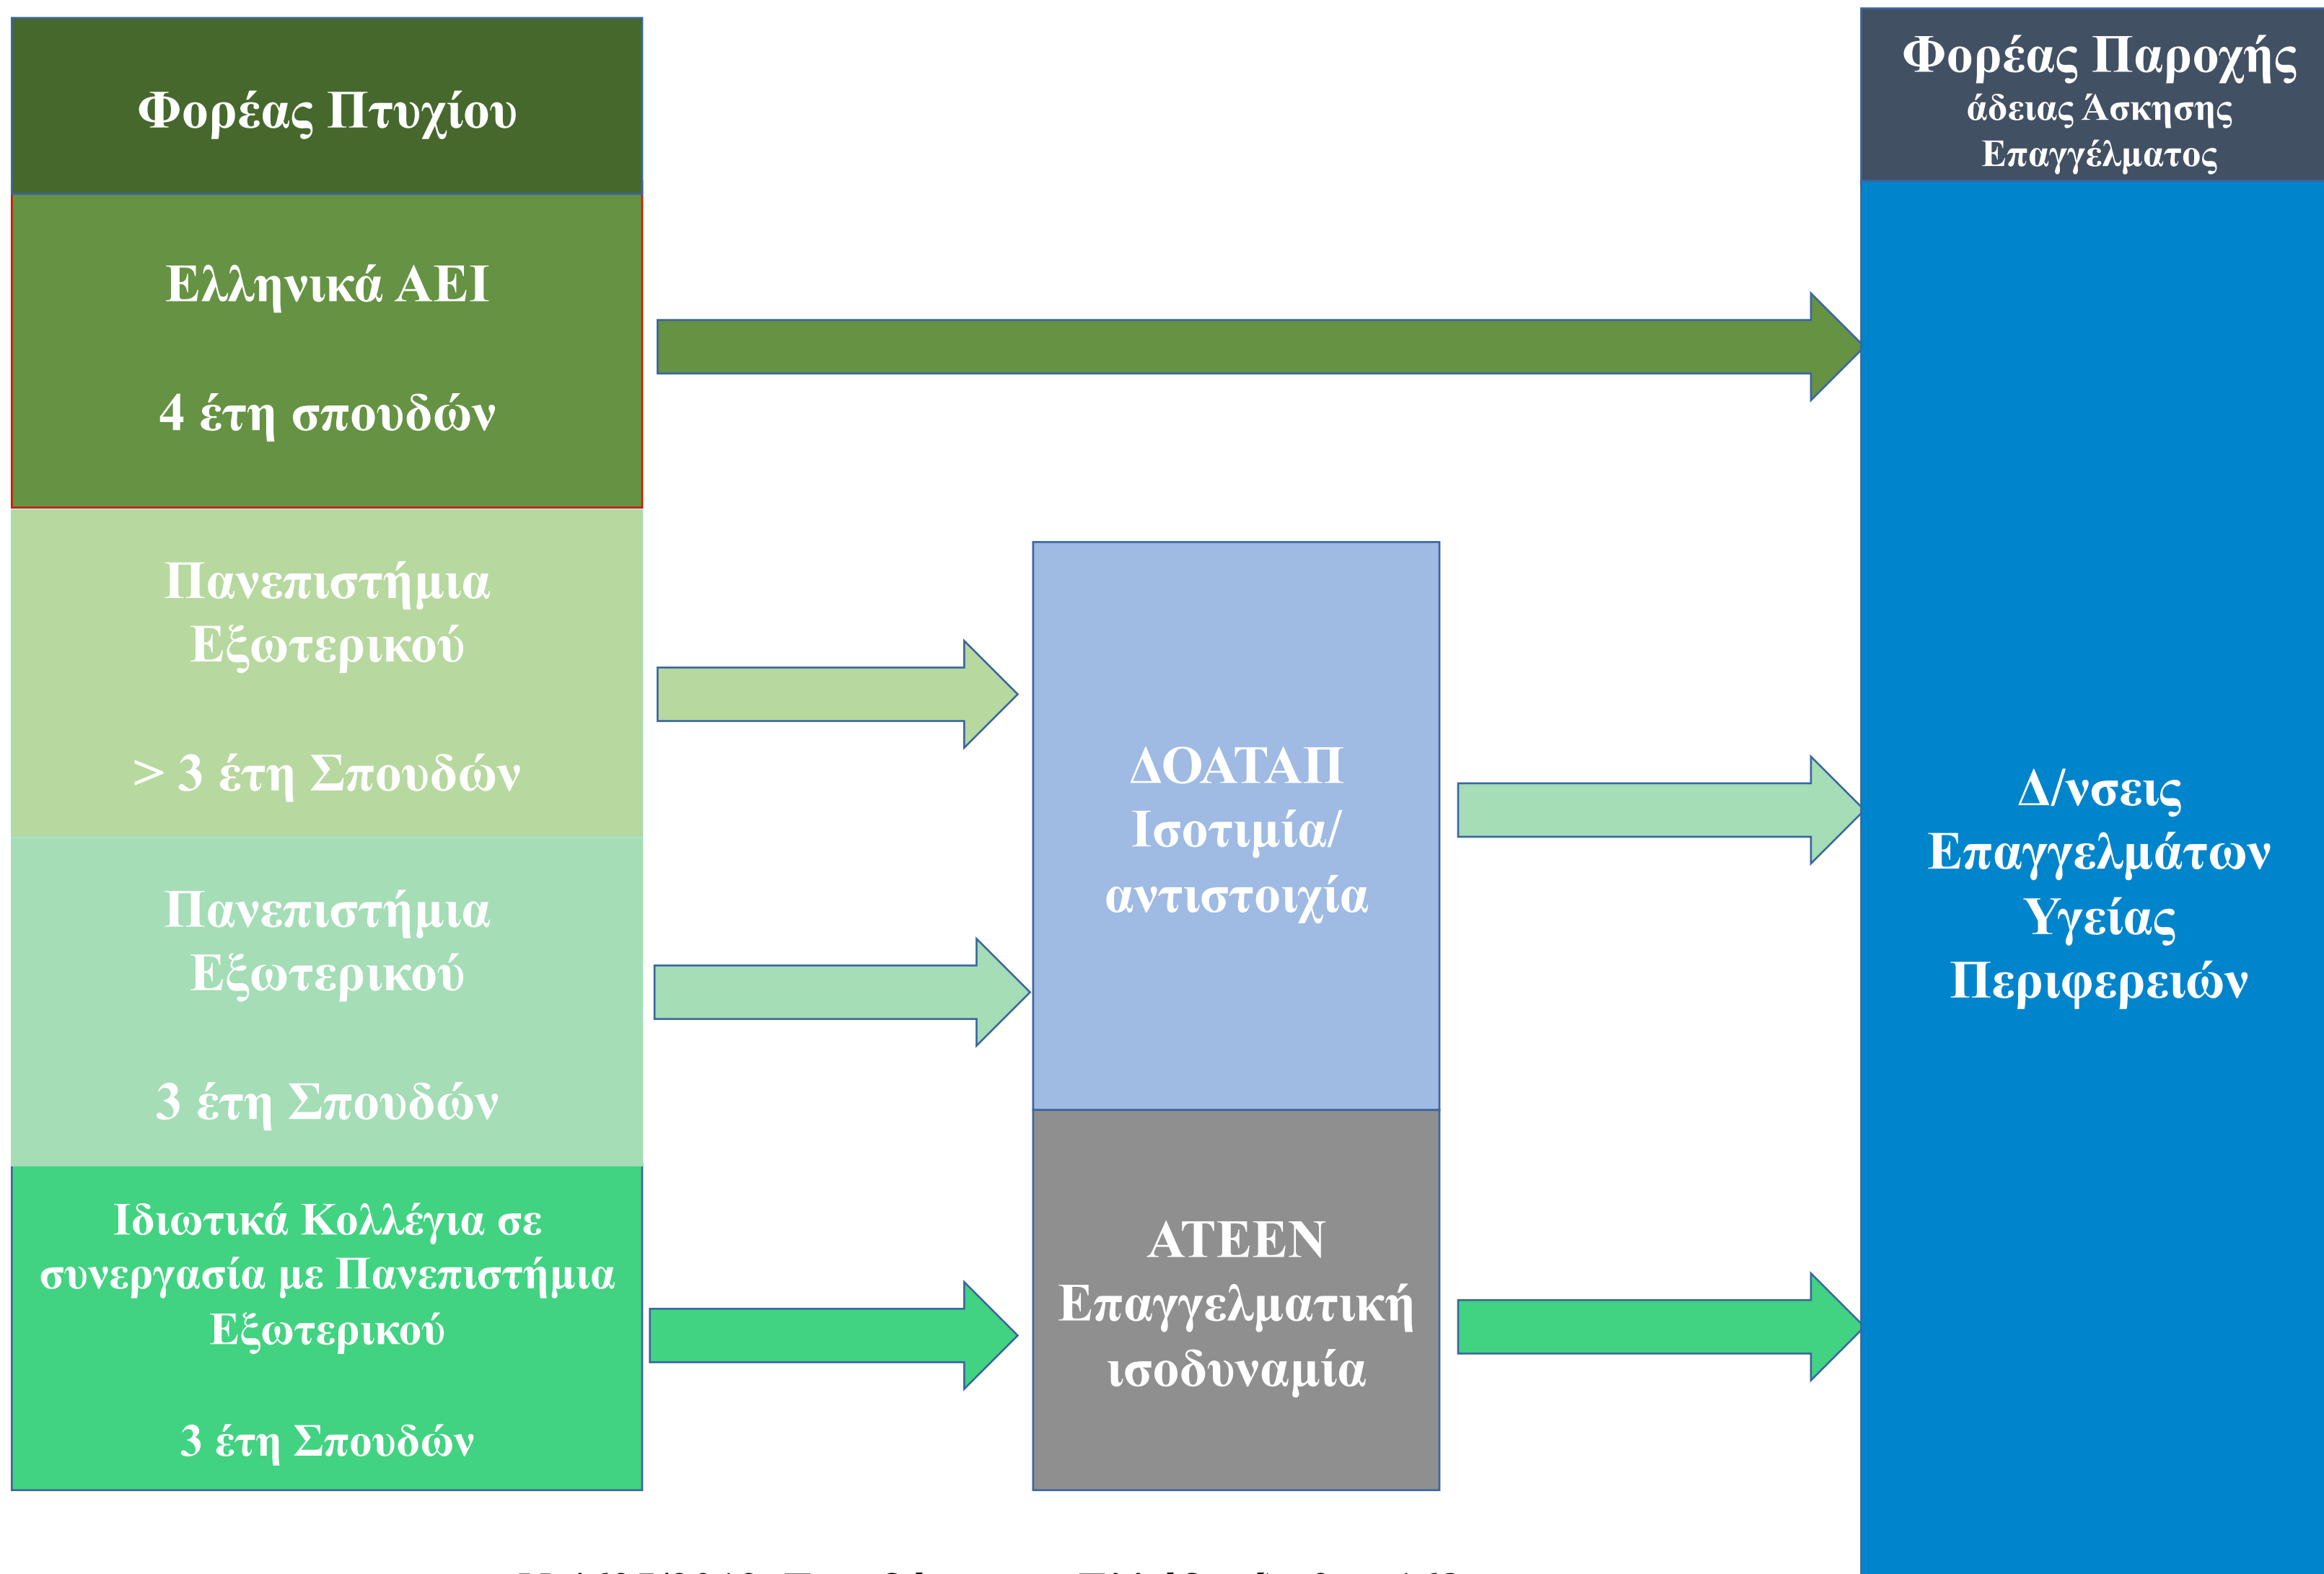 Φορέας Πτυχίου
Ελληνικά ΑΕΙ
4 έτη σπουδών
Πανεπιστήμια
Εξωτερικού
> 3 έτη Σπουδών
Πανεπιστήμια
Εξωτερικού
3 έτη Σπουδών
Ιδιωτικά Κολλέγια σε
συνεργασία με Πανεπιστήμια
Εξωτερικού
3 έτη Σπουδών
ΔΟΑΤΑΠ
Ισοτιμία/
αντιστοιχία
ΑΤΕΕΝ
Επαγγελματική
ισοδυναμία
Φορέας Παροχής
άδειας Άσκησης
Επαγγέλματος
Δ/νσεις
Επαγγελμάτων
Υγείας
Περιφερειών